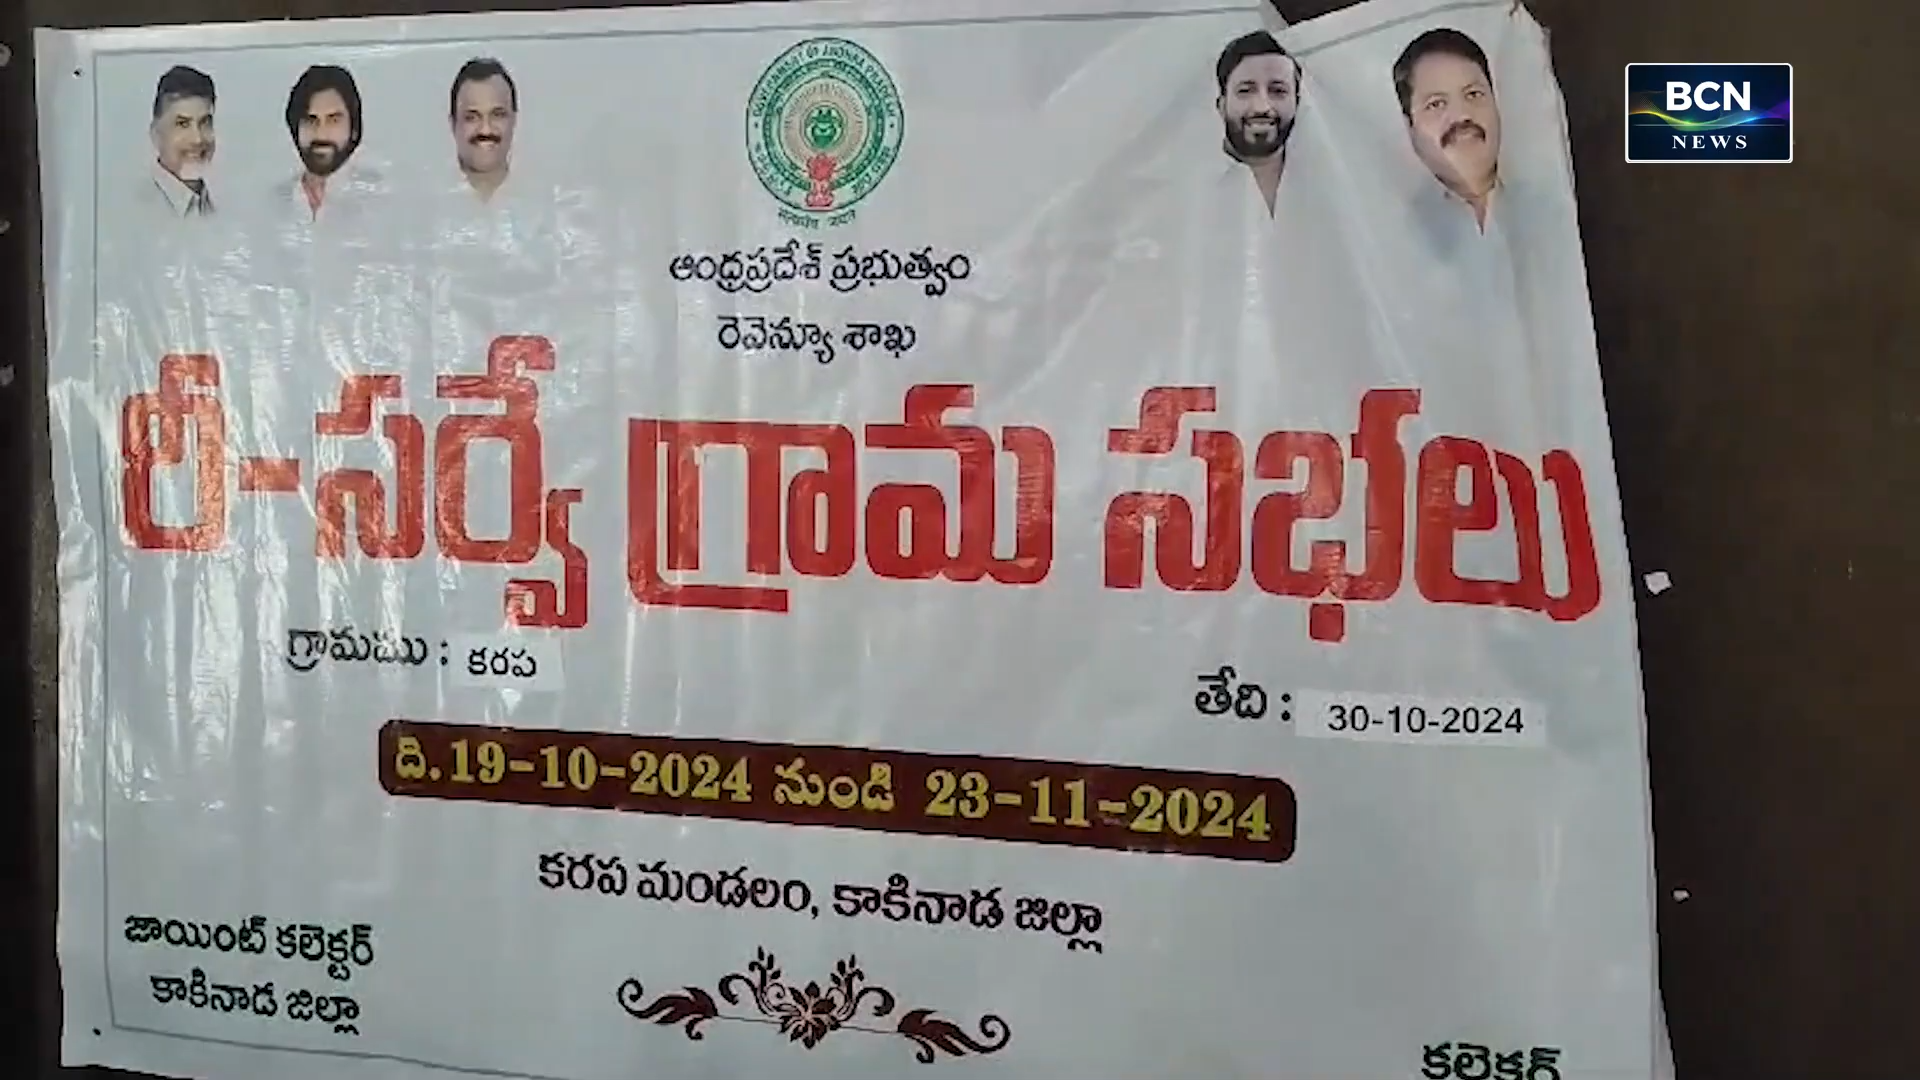 BCN
NEWS
ఆంధ్రప్రదేశ్ ప్రభుత్వం
రెవెన్యూ శాఖ
రీ-సర్వే గ్రామ సభలు
గ్రామము : కరప
తేది : 30-10-2024
ది.19-10-2024 నుండి 23-11-2024
కరప మండలం, కాకినాడ జిల్లా
జాయింట్ కలెక్టర్
కాకినాడ జిల్లా
కలెక్టర్